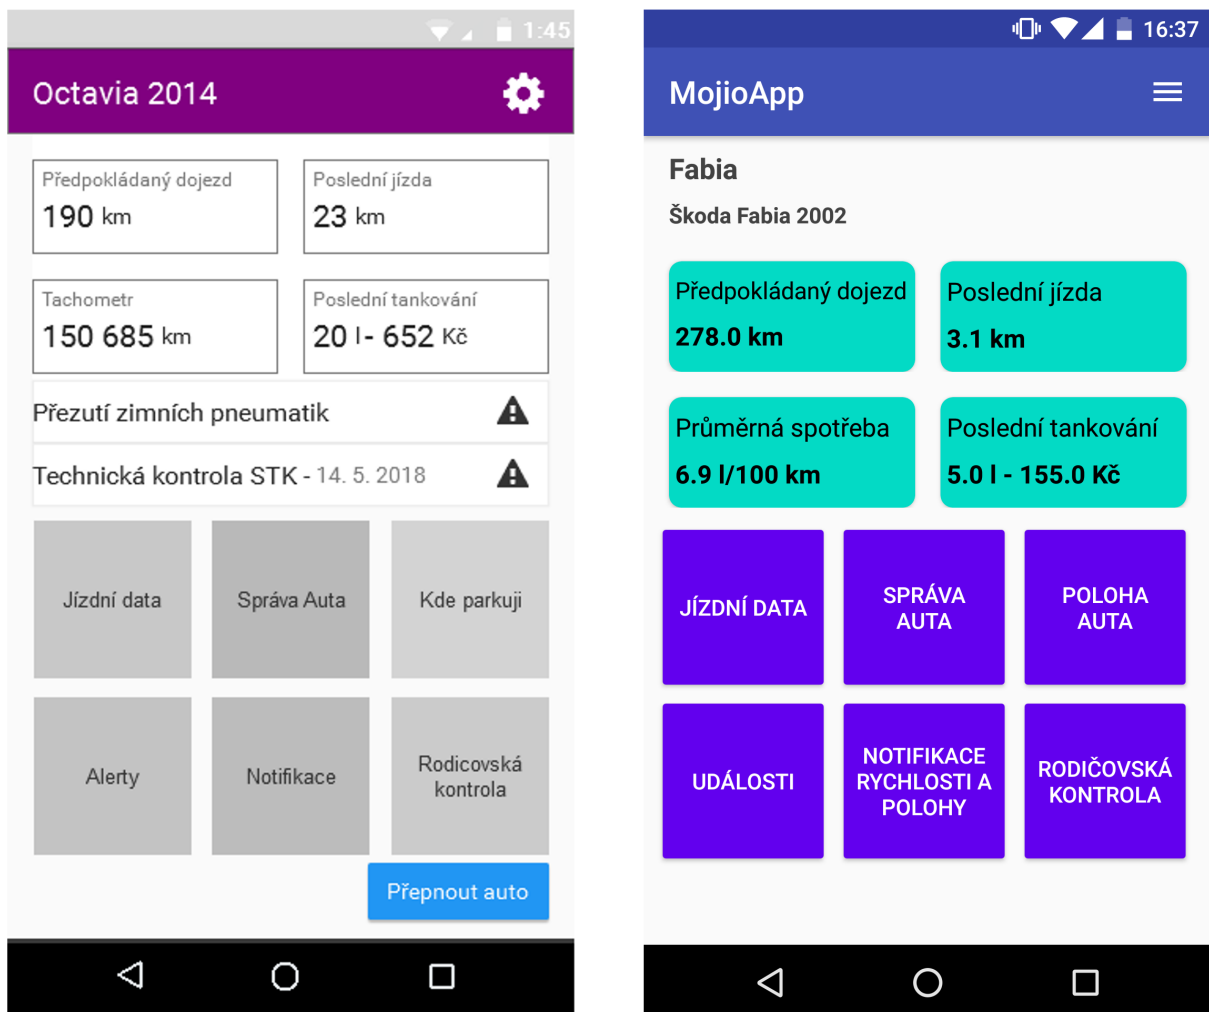 1:45
Octavia 2014
Předpokládaný dojezd
190 km
Poslední jízda
23 km
Tachometr
150 685 km
Poslední tankování
20 l - 652 Kč
Přezutí zimních pneumatik
Technická kontrola STK - 14. 5. 2018
Jízdní data
Správa Auta
Kde parkuji
Alerty
Notifikace
Rodicovská
kontrola
Přepnout auto
16:37
MojioApp
Fabia
Škoda Fabia 2002
Předpokládaný dojezd
278.0 km
Poslední jízda
3.1 km
Průměrná spotřeba
6.9 l/100 km
Poslední tankování
5.0 l - 155.0 Kč
JÍZDNÍ DATA
SPRÁVA
AUTA
POLOHA
AUTA
UDÁLOSTI
NOTIFIKACE
RYCHLOSTI A
POLOHY
RODIČOVSKÁ
KONTROLA